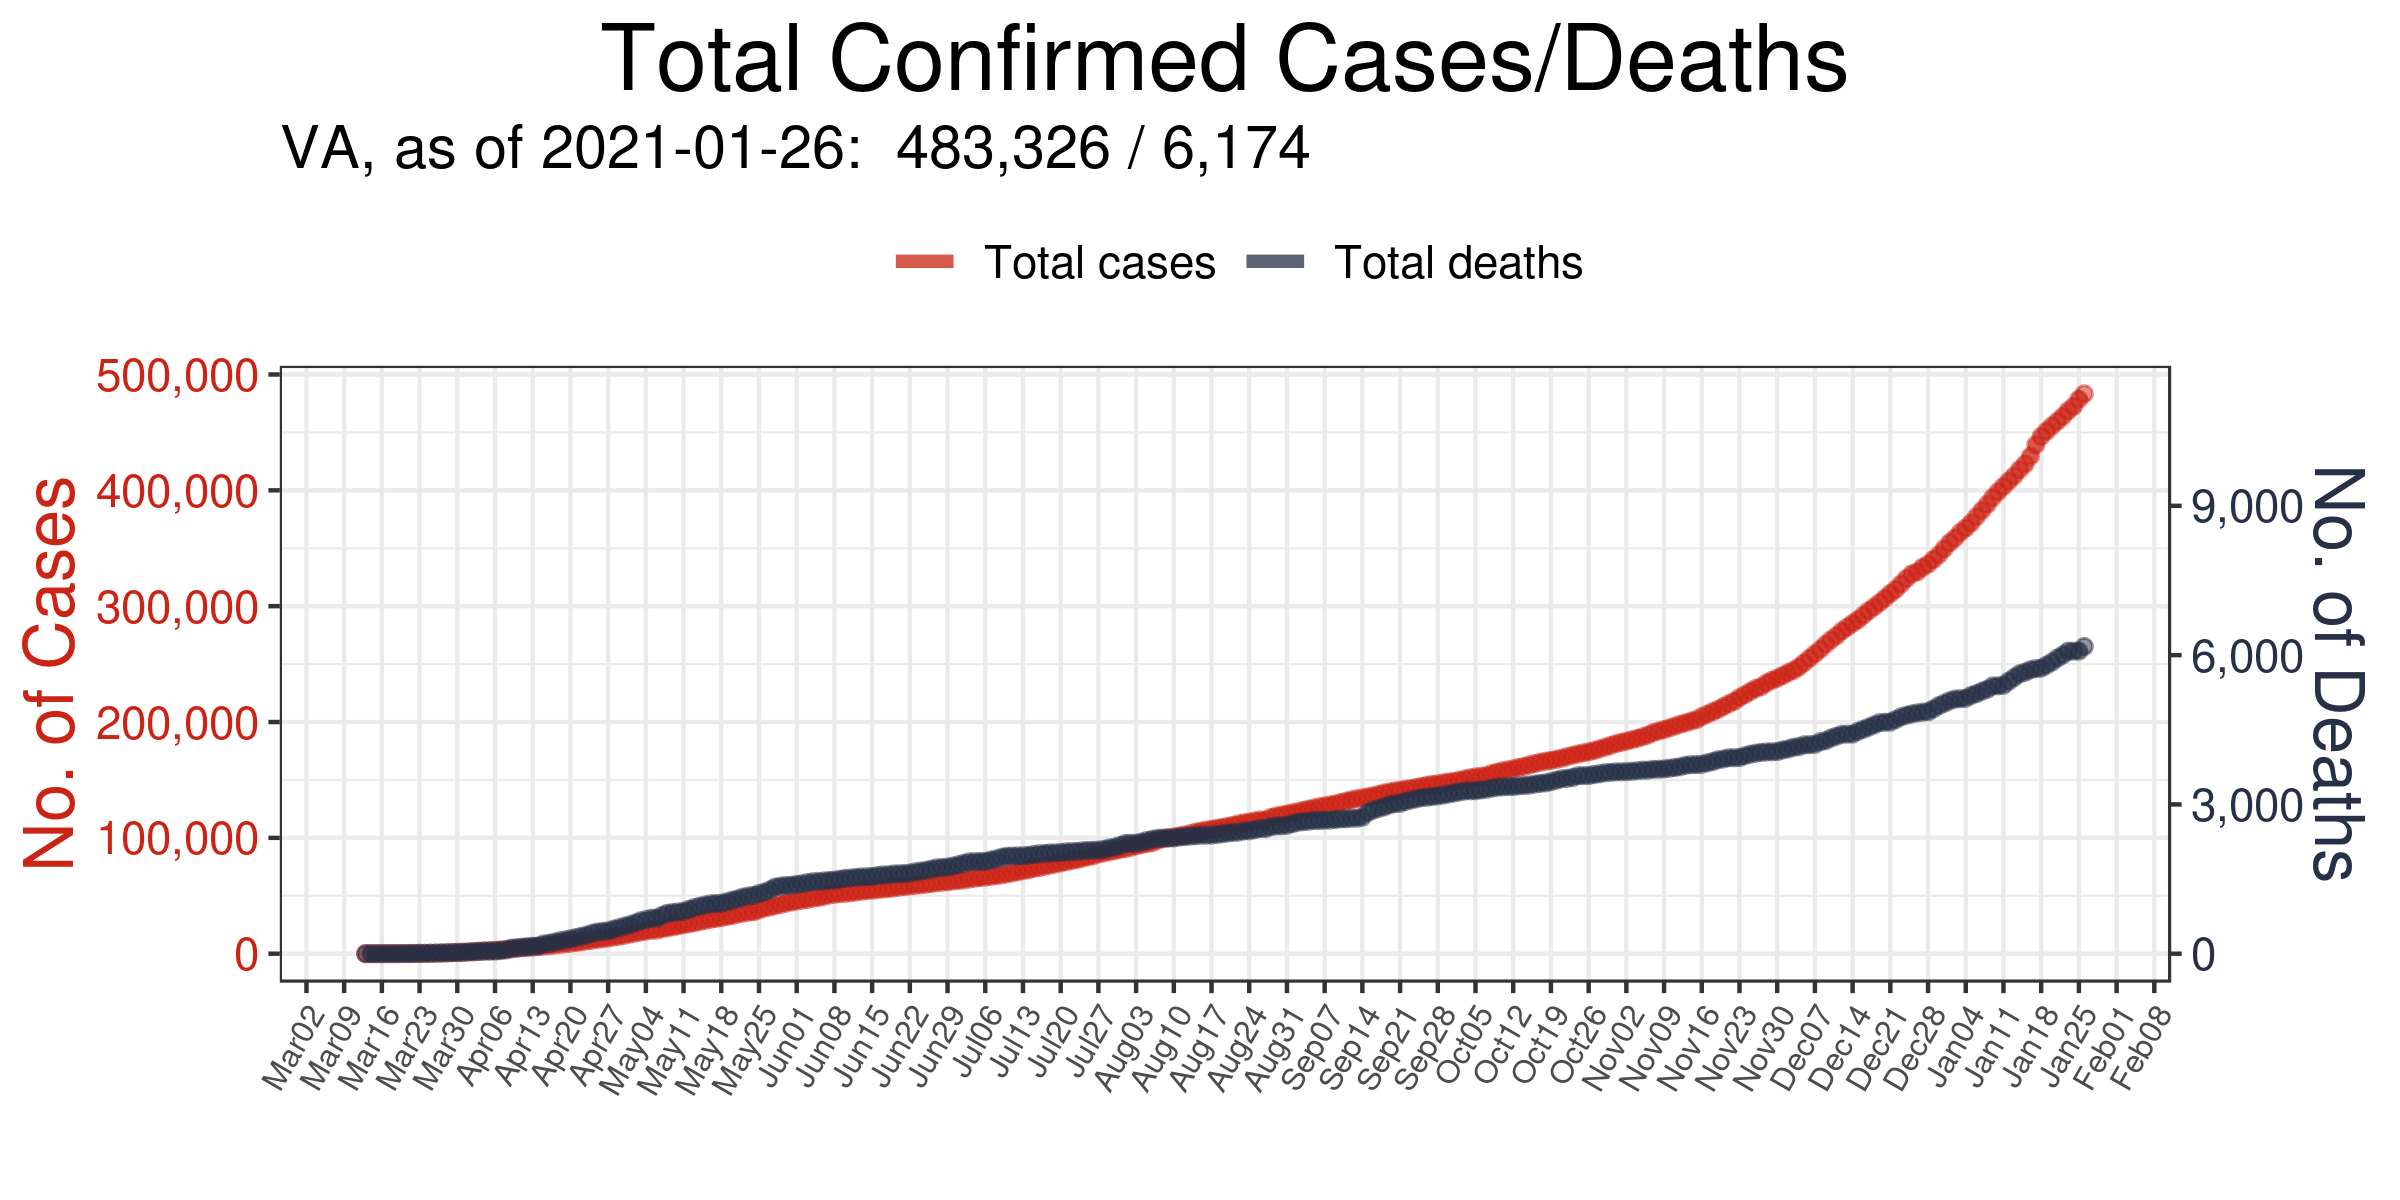 Total Confirmed Cases/Deaths
VA, as of 2021-01-26:  483,326 / 6,174
Total cases
Total deaths
No. of Cases
500,000
400,000
300,000
200,000
100,000
0
9,000
6,000
3,000
0
No. of Deaths
Mar02
Mar09
Mar16
Mar23
Mar30
Apr06
Apr13
Apr20
Apr27
May04
May11
May18
May25
Jun01
Jun08
Jun15
Jun22
Jun29
Jul06
Jul13
Jul20
Jul27
Aug03
Aug10
Aug17
Aug24
Aug31
Sep07
Sep14
Sep21
Sep28
Oct05
Oct12
Oct19
Oct26
Nov02
Nov09
Nov16
Nov23
Nov30
Dec07
Dec14
Dec21
Dec28
Jan04
Jan11
Jan18
Jan25
Feb01
Feb08